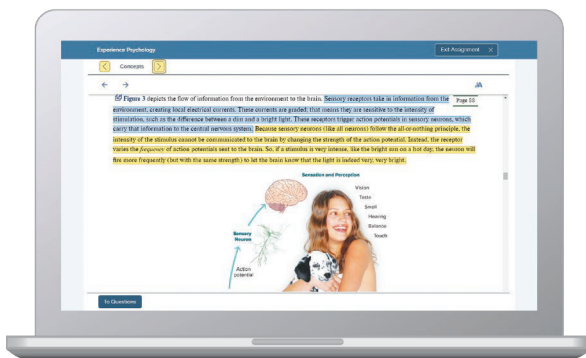 Experience Psychology
Exit Assignment X
Concepts
AA
Figure 3 depicts the flow of information from the environment to the brain. Sensory receptors take in information from the
Page 88
environment, creating local electrical currents. These currents are graded; that means they are sensitive to the intensity of
stimulation, such as the difference between a dim and a bright light. These receptors trigger action potentials in sensory neurons, which
carry that information to the central nervous system. Because sensory neurons (like all neurons) follow the all-or-nothing principle, the
intensity of the stimulus cannot be communicated to the brain by changing the strength of the action potential. Instead, the receptor
varies the frequency of action potentials sent to the brain. So, if a stimulus is very intense, like the bright sun on a hot day, the neuron will
fire more frequently (but with the same strength) to let the brain know that the light is indeed very, very bright.
Sensation and Perception
Vision
Taste
Smell
Hearing
Balance
Touch
Sensory
Neuron
Action
potential
To Questions